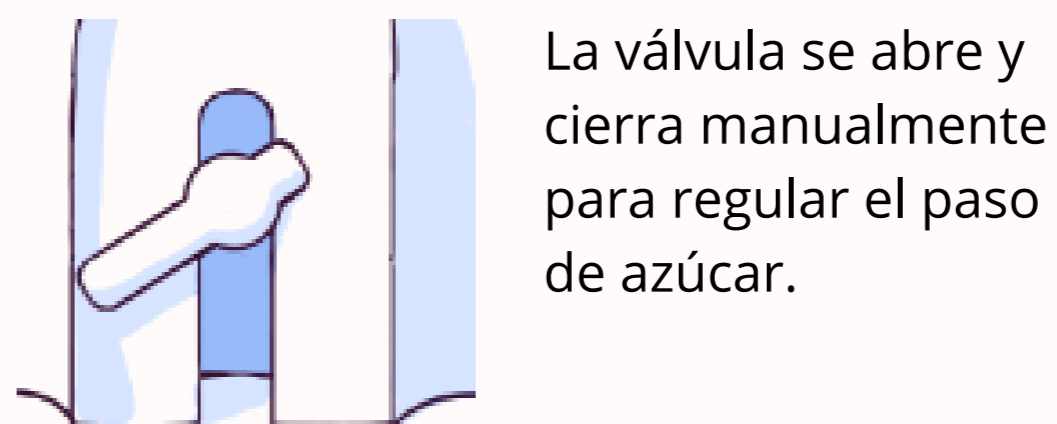 La válvula se abre y
cierra manualmente
para regular el paso
de azúcar.